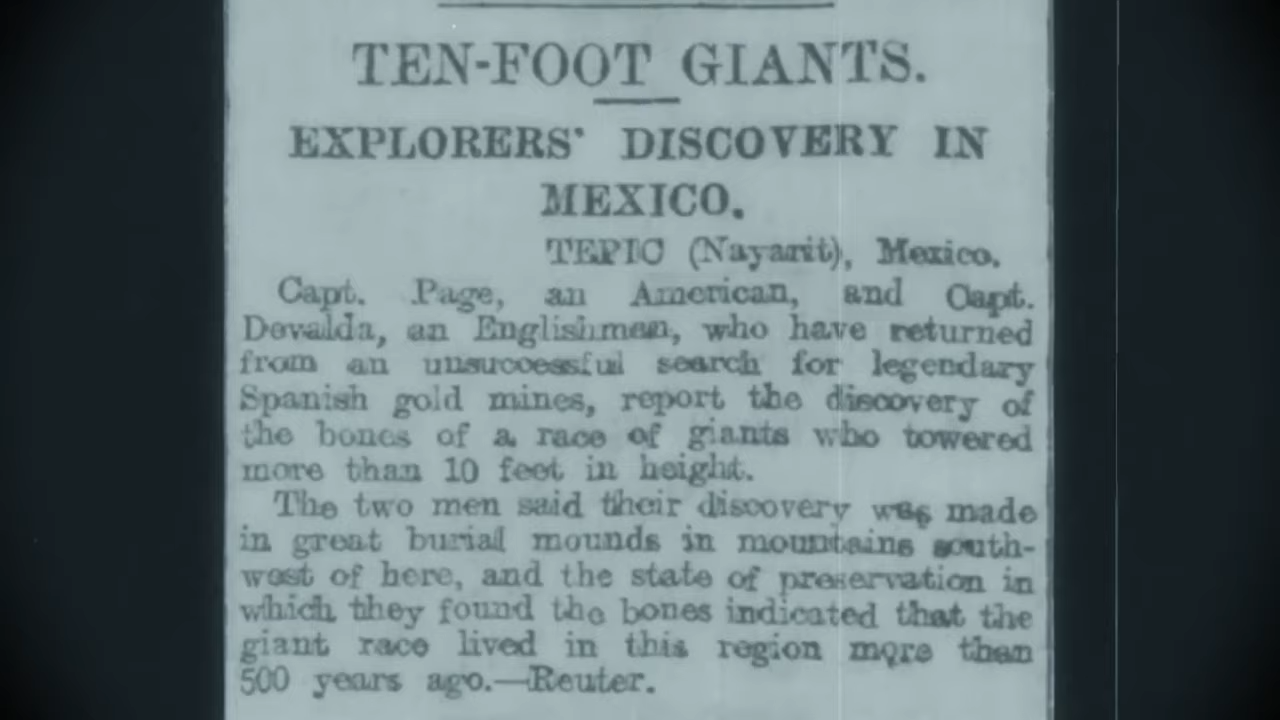 TEN-FOOT GIANTS.
EXPLORERS' DISCOVERY IN
MEXICO.
TEPIC (Nayarit), Mexico.
Capt. Page, an American, and Capt.
Devalda, an Englishman, who have returned
from an unsuccessful search for legendary
Spanish gold mines, report the discovery of
the bones of a race of giants who towered
more than 10 feet in height.
The two men said their discovery was made
in great burial mounds in mountains south-
west of here, and the state of preservation in
which they found the bones indicated that the
giant race lived in this region more than
500 years ago.—Reuter.